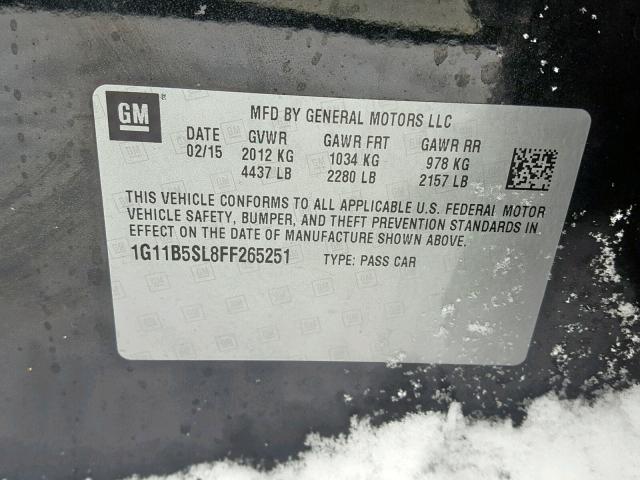 GM ®
MFD BY GENERAL MOTORS LLC
DATE GVWR GAWR FRT GAWR RR
02/15 2012 KG 1034 KG 978 KG
4437 LB 2280 LB 2157 LB
THIS VEHICLE CONFORMS TO ALL APPLICABLE U.S. FEDERAL MOTOR
VEHICLE SAFETY, BUMPER, AND THEFT PREVENTION STANDARDS IN
EFFECT ON THE DATE OF MANUFACTURE SHOWN ABOVE.
1G11B5SL8FF265251 TYPE: PASS CAR